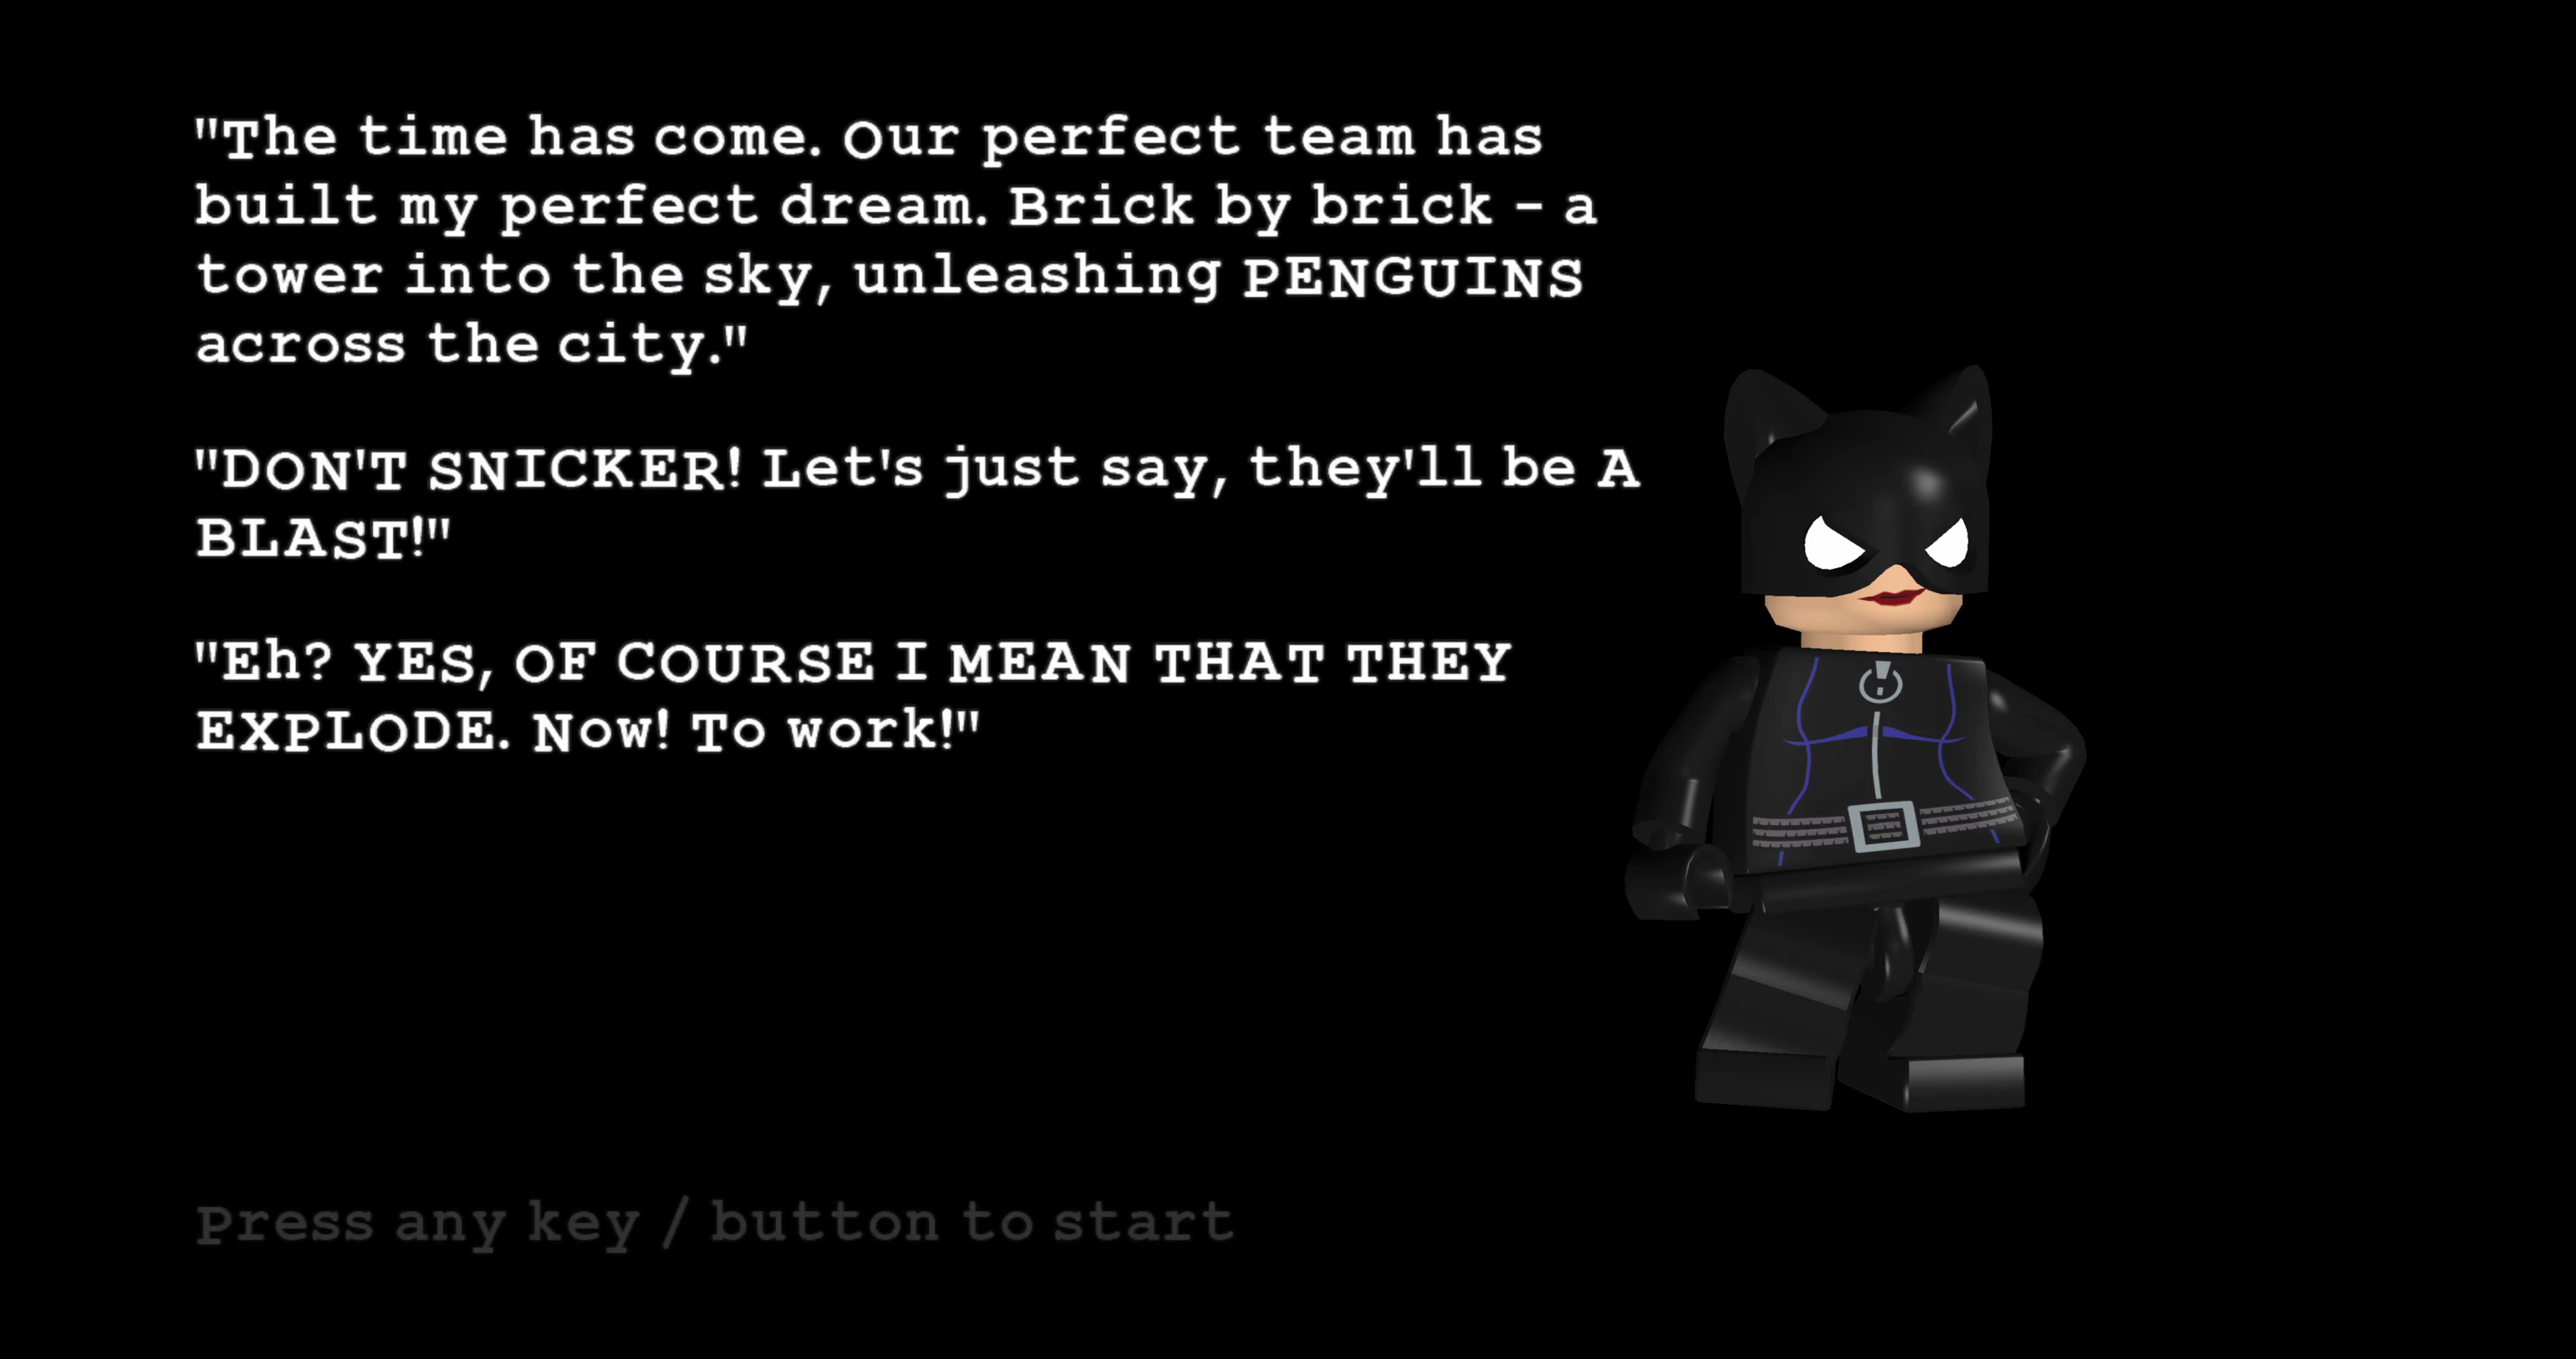 "The time has come. Our perfect team has
built my perfect dream. Brick by brick - a
tower into the sky, unleashing PENGUINS
across the city."
"DON'T SNICKER! Let's just say, they'll be A
BLAST!"
"Eh? YES, OF COURSE I MEAN THAT THEY
EXPLODE. Now! To work!"
Press any key / button to start